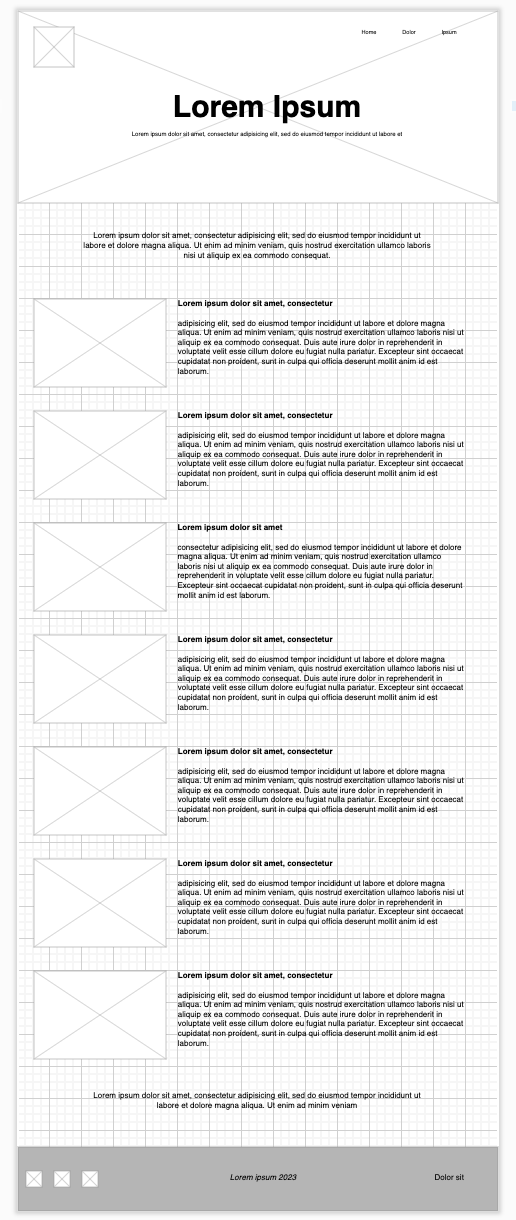 Home Dolor Ipsum
Lorem Ipsum
Lorem ipsum dolor sit amet, consectetur adipisicing elit, sed do eiusmod tempor incididunt ut labore et
Lorem ipsum dolor sit amet, consectetur adipisicing elit, sed do eiusmod tempor incididunt ut
labore et dolore magna aliqua. Ut enim ad minim veniam, quis nostrud exercitation ullamco laboris
nisi ut aliquip ex ea commodo consequat.
Lorem ipsum dolor sit amet, consectetur
adipisicing elit, sed do eiusmod tempor incididunt ut labore et dolore magna
aliqua. Ut enim ad minim veniam, quis nostrud exercitation ullamco laboris nisi ut
aliquip ex ea commodo consequat. Duis aute irure dolor in reprehenderit in
voluptate velit esse cillum dolore eu fugiat nulla pariatur. Excepteur sint occaecat
cupidatat non proident, sunt in culpa qui officia deserunt mollit anim id est
laborum.
Lorem ipsum dolor sit amet, consectetur
adipisicing elit, sed do eiusmod tempor incididunt ut labore et dolore magna
aliqua. Ut enim ad minim veniam, quis nostrud exercitation ullamco laboris nisi ut
aliquip ex ea commodo consequat. Duis aute irure dolor in reprehenderit in
voluptate velit esse cillum dolore eu fugiat nulla pariatur. Excepteur sint occaecat
cupidatat non proident, sunt in culpa qui officia deserunt mollit anim id est
laborum.
Lorem ipsum dolor sit amet
consectetur adipisicing elit, sed do eiusmod tempor incididunt ut labore et dolore
magna aliqua. Ut enim ad minim veniam, quis nostrud exercitation ullamco
laboris nisi ut aliquip ex ea commodo consequat. Duis aute irure dolor in
reprehenderit in voluptate velit esse cillum dolore eu fugiat nulla pariatur.
Excepteur sint occaecat cupidatat non proident, sunt in culpa qui officia deserunt
mollit anim id est laborum.
Lorem ipsum dolor sit amet, consectetur
adipisicing elit, sed do eiusmod tempor incididunt ut labore et dolore magna
aliqua. Ut enim ad minim veniam, quis nostrud exercitation ullamco laboris nisi ut
aliquip ex ea commodo consequat. Duis aute irure dolor in reprehenderit in
voluptate velit esse cillum dolore eu fugiat nulla pariatur. Excepteur sint occaecat
cupidatat non proident, sunt in culpa qui officia deserunt mollit anim id est
laborum.
Lorem ipsum dolor sit amet, consectetur
adipisicing elit, sed do eiusmod tempor incididunt ut labore et dolore magna
aliqua. Ut enim ad minim veniam, quis nostrud exercitation ullamco laboris nisi ut
aliquip ex ea commodo consequat. Duis aute irure dolor in reprehenderit in
voluptate velit esse cillum dolore eu fugiat nulla pariatur. Excepteur sint occaecat
cupidatat non proident, sunt in culpa qui officia deserunt mollit anim id est
laborum.
Lorem ipsum dolor sit amet, consectetur
adipisicing elit, sed do eiusmod tempor incididunt ut labore et dolore magna
aliqua. Ut enim ad minim veniam, quis nostrud exercitation ullamco laboris nisi ut
aliquip ex ea commodo consequat. Duis aute irure dolor in reprehenderit in
voluptate velit esse cillum dolore eu fugiat nulla pariatur. Excepteur sint occaecat
cupidatat non proident, sunt in culpa qui officia deserunt mollit anim id est
laborum.
Lorem ipsum dolor sit amet, consectetur
adipisicing elit, sed do eiusmod tempor incididunt ut labore et dolore magna
aliqua. Ut enim ad minim veniam, quis nostrud exercitation ullamco laboris nisi ut
aliquip ex ea commodo consequat. Duis aute irure dolor in reprehenderit in
voluptate velit esse cillum dolore eu fugiat nulla pariatur. Excepteur sint occaecat
cupidatat non proident, sunt in culpa qui officia deserunt mollit anim id est
laborum.
Lorem ipsum dolor sit amet, consectetur adipisicing elit, sed do eiusmod tempor incididunt ut
labore et dolore magna aliqua. Ut enim ad minim veniam
Lorem ipsum 2023 Dolor sit